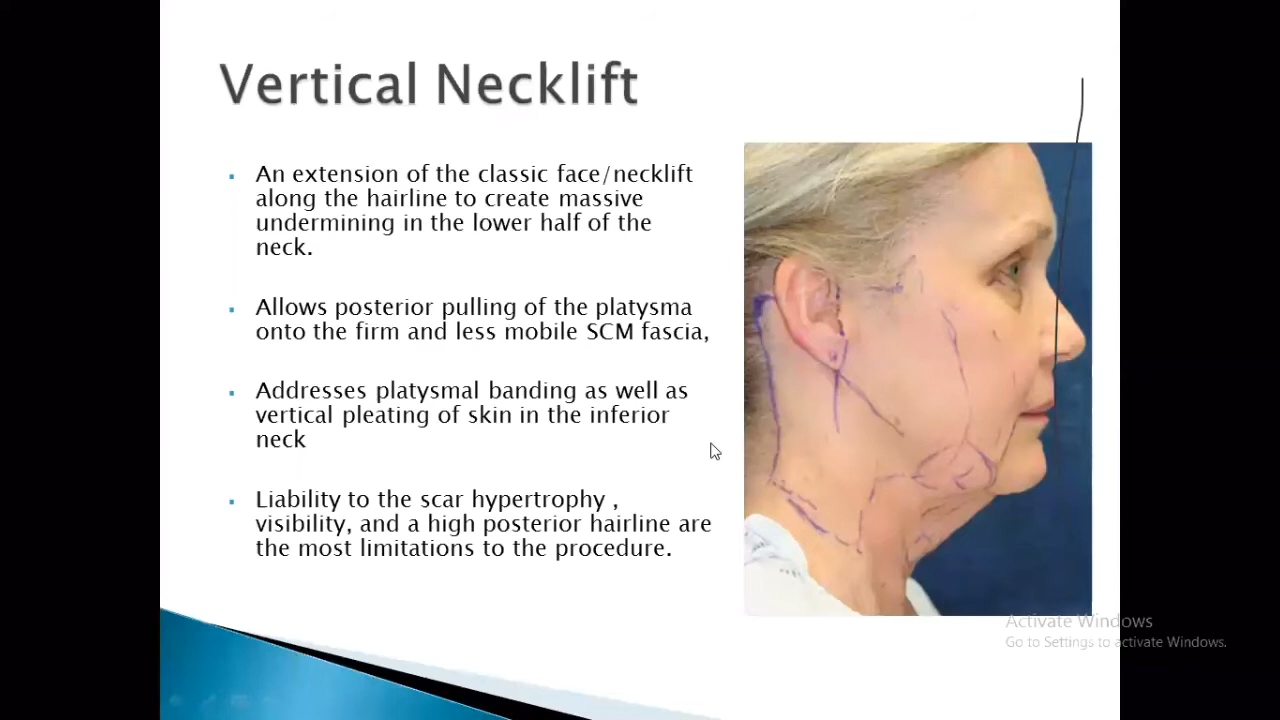 Vertical Necklift
An extension of the classic face/necklift
along the hairline to create massive
undermining in the lower half of the
neck.
Allows posterior pulling of the platysma
onto the firm and less mobile SCM fascia,
Addresses platysmal banding as well as
vertical pleating of skin in the inferior
neck
Liability to the scar hypertrophy ,
visibility, and a high posterior hairline are
the most limitations to the procedure.
Activate Windows
Go to Settings to activate Windows.